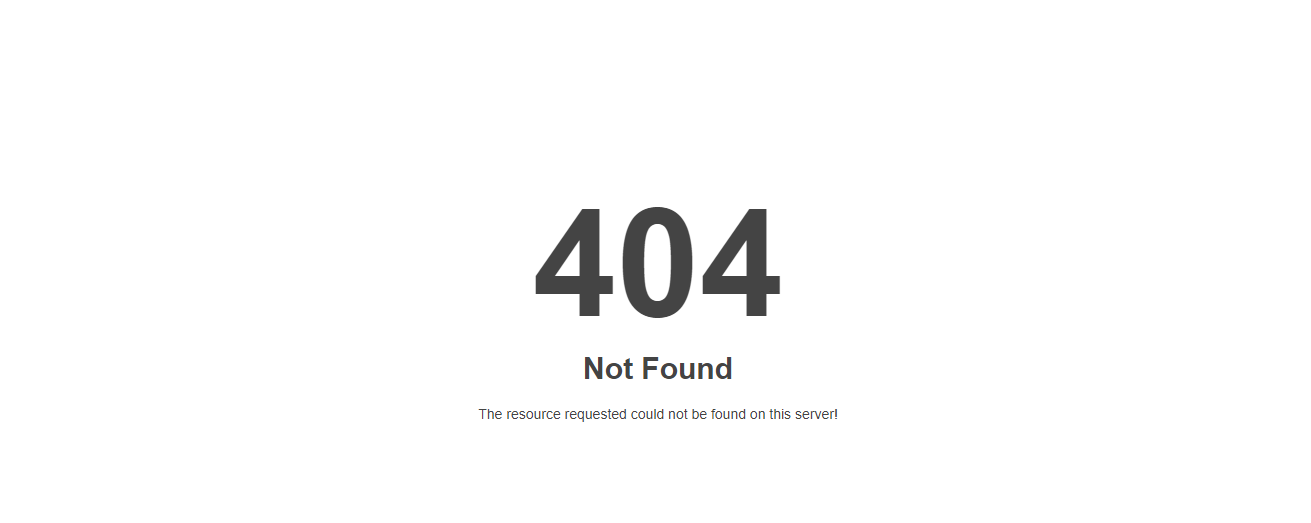 404
Not Found
The resource requested could not be found on this server!